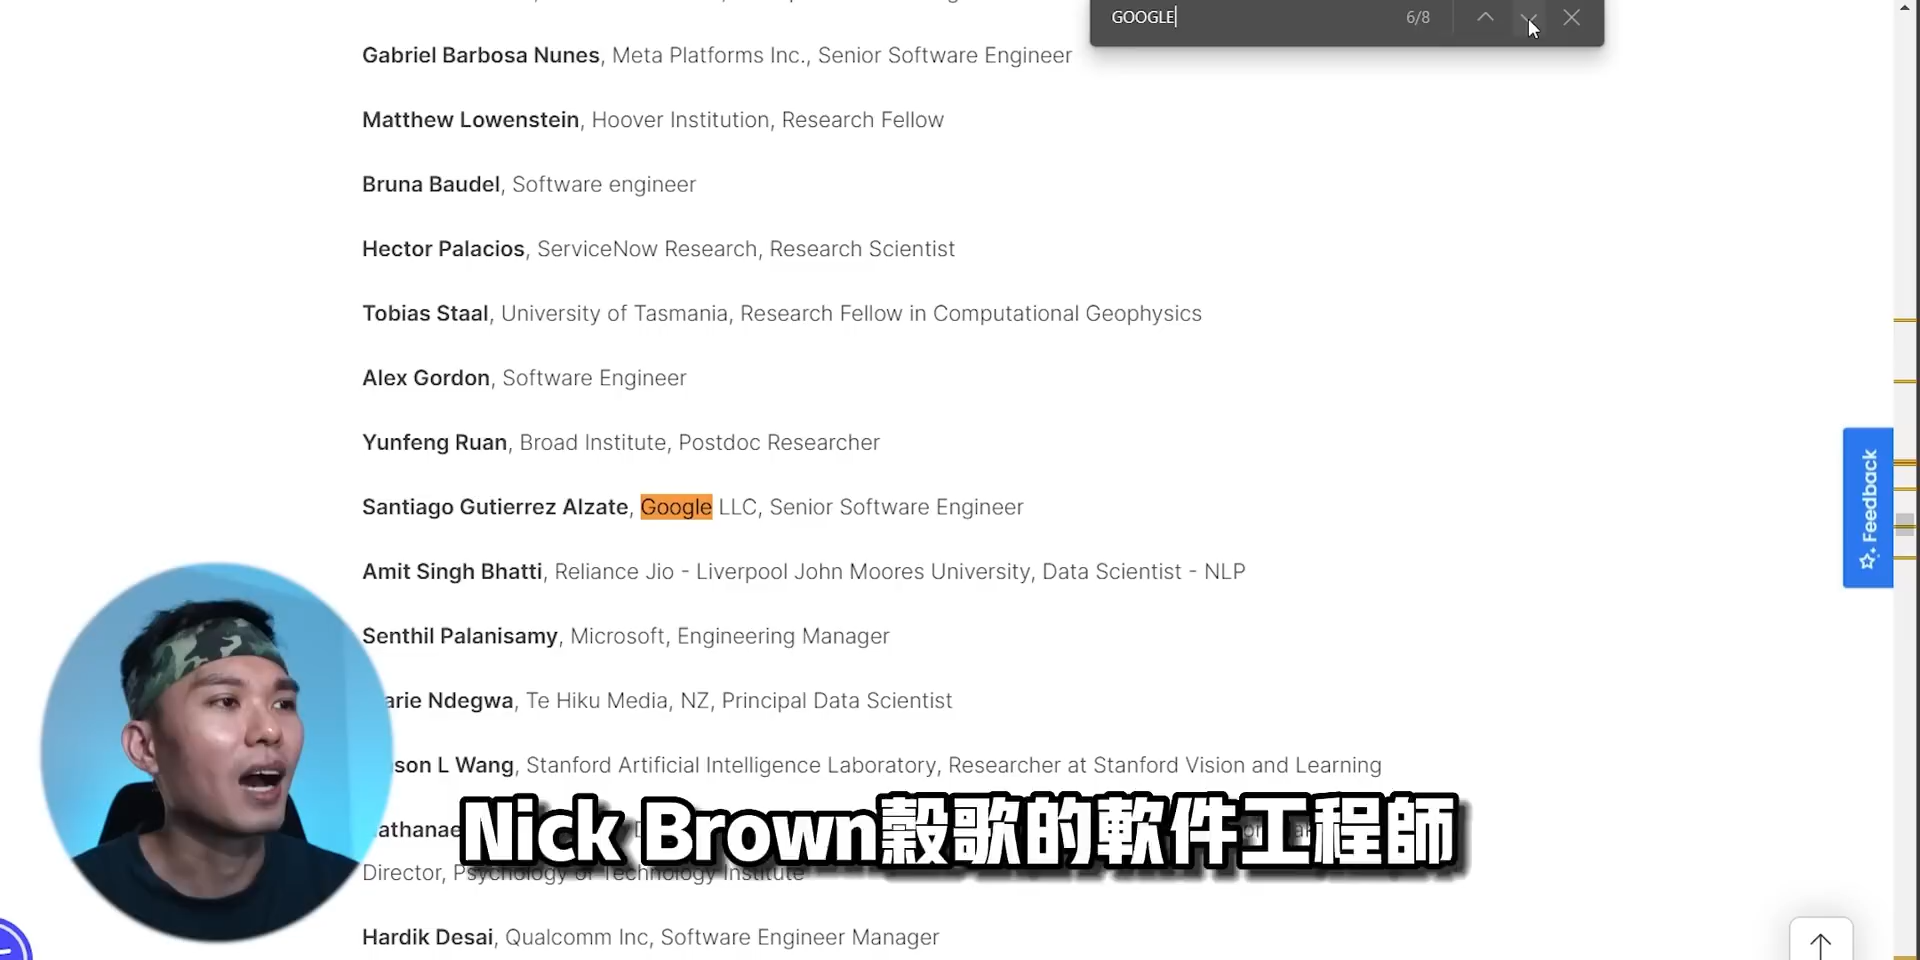 GOOGLE 6/8
Gabriel Barbosa Nunes, Meta Platforms Inc., Senior Software Engineer
Matthew Lowenstein, Hoover Institution, Research Fellow
Bruna Baudel, Software engineer
Hector Palacios, ServiceNow Research, Research Scientist
Tobias Staal, University of Tasmania, Research Fellow in Computational Geophysics
Alex Gordon, Software Engineer
Yunfeng Ruan, Broad Institute, Postdoc Researcher
Santiago Gutierrez Alzate, Google LLC, Senior Software Engineer
Feedback
Amit Singh Bhatti, Reliance Jio - Liverpool John Moores University, Data Scientist - NLP
Senthil Palanisamy, Microsoft, Engineering Manager
arie Ndegwa, Te Hiku Media, NZ, Principal Data Scientist
son L Wang, Stanford Artificial Intelligence Laboratory, Researcher at Stanford Vision and Learning
Nick Brown穀歌的軟件工程師
Director, Psychology of Technology Institute
Hardik Desai, Qualcomm Inc, Software Engineer Manager